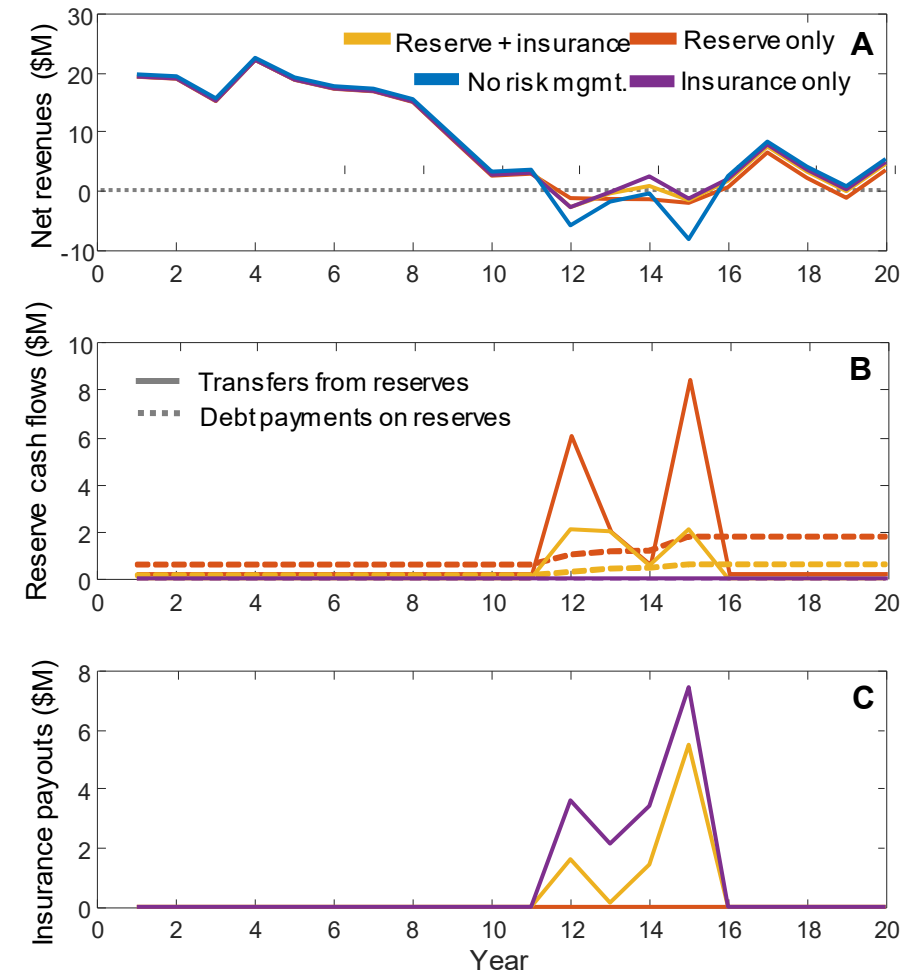 Net revenues ($M)
30
20
10
0
-10
Reserve + insurance Reserve only A
No risk mgmt. Insurance only
0 2 4 6 8 10 12 14 16 18 20
Reserve cash flows ($M)
10
8
6
4
2
0
B
Transfers from reserves
Debt payments on reserves
0 2 4 6 8 10 12 14 16 18 20
Insurance payouts ($M)
8
6
4
2
0
C
0 2 4 6 8 10 12 14 16 18 20
Year